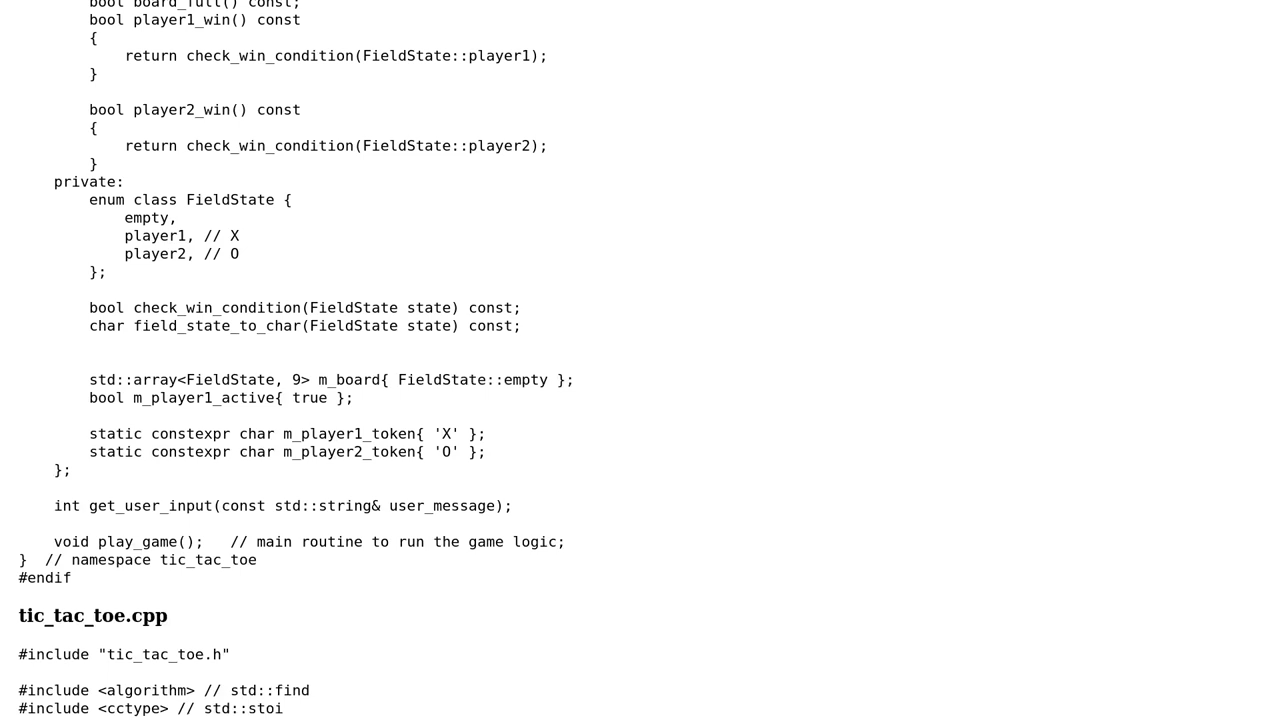 bool board_full() const;
        bool player1_win() const
        {
            return check_win_condition(FieldState::player1);
        }

        bool player2_win() const
        {
            return check_win_condition(FieldState::player2);
        }
    private:
        enum class FieldState {
            empty,
            player1, // X
            player2, // O
        };

        bool check_win_condition(FieldState state) const;
        char field_state_to_char(FieldState state) const;


        std::array<FieldState, 9> m_board{ FieldState::empty };
        bool m_player1_active{ true };

        static constexpr char m_player1_token{ 'X' };
        static constexpr char m_player2_token{ 'O' };
    };

    int get_user_input(const std::string& user_message);

    void play_game();   // main routine to run the game logic;
}  // namespace tic_tac_toe
#endif
tic_tac_toe.cpp
#include "tic_tac_toe.h"

#include <algorithm> // std::find
#include <cctype> // std::stoi